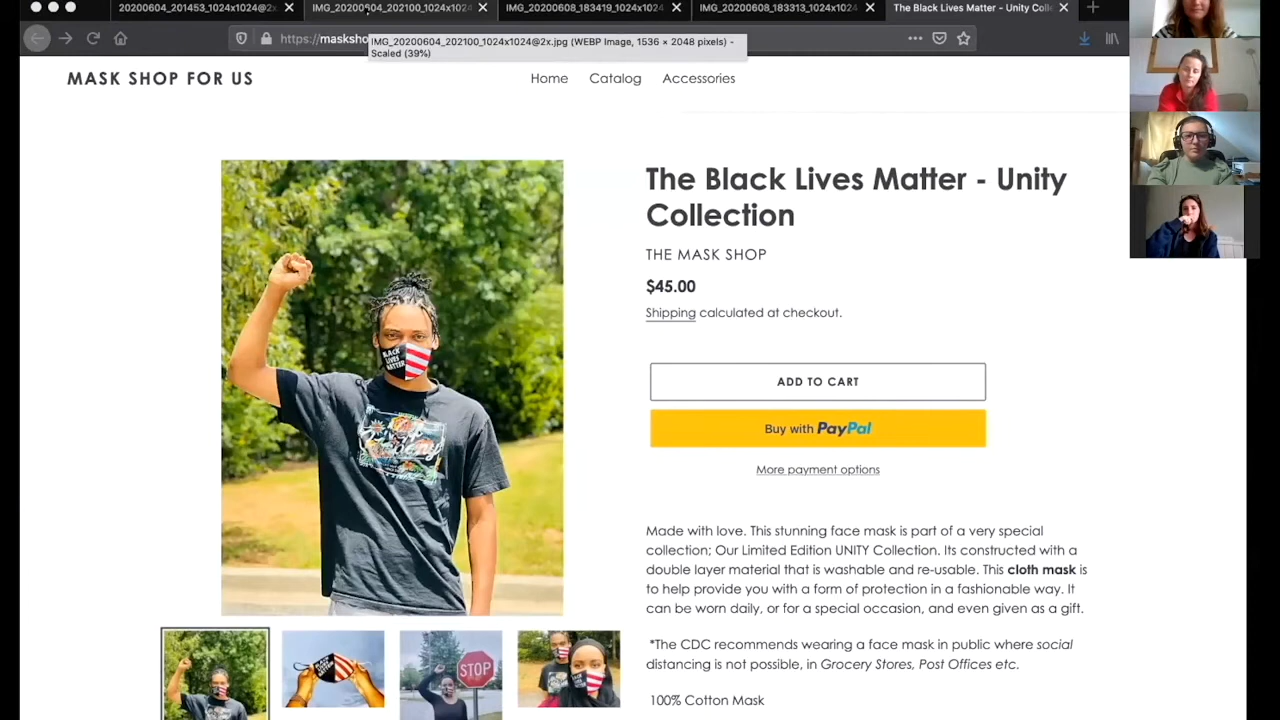 20200604_201453_1024x1024@2x
IMG_20200604_202100_1024x1024
IMG_20200608_183419_1024x1024
IMG_20200608_183313_1024x1024
The Black Lives Matter - Unity Coll
IMG_20200604_202100_1024x1024@2x.jpg (WEBP Image, 1536 × 2048 pixels) - Scaled (39%)
MASK SHOP FOR US
Home
Catalog
Accessories
BLACK
LIVES
MATTER
The Black Lives Matter - Unity
Collection
THE MASK SHOP
$45.00
Shipping calculated at checkout.
ADD TO CART
Buy with PayPal
More payment options
Made with love. This stunning face mask is part of a very special
collection; Our Limited Edition UNITY Collection. Its constructed with a
double layer material that is washable and re-usable. This cloth mask is
to help provide you with a form of protection in a fashionable way. It
can be worn daily, or for a special occasion, and even given as a gift.
*The CDC recommends wearing a face mask in public where social
distancing is not possible, in Grocery Stores, Post Offices etc.
100% Cotton Mask
STOP